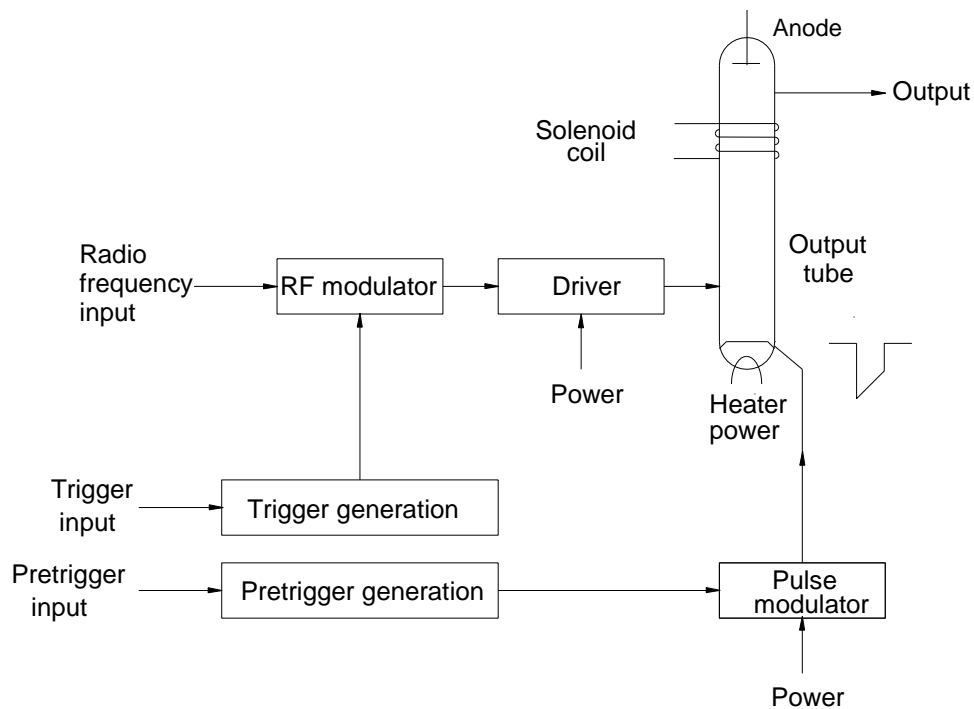 Anode
Output
Solenoid
coil
Output
tube
Radio
frequency
input
RF modulator
Driver
Power
Heater
power
Trigger
input
Trigger generation
Pretrigger
input
Pretrigger generation
Pulse
modulator
Power